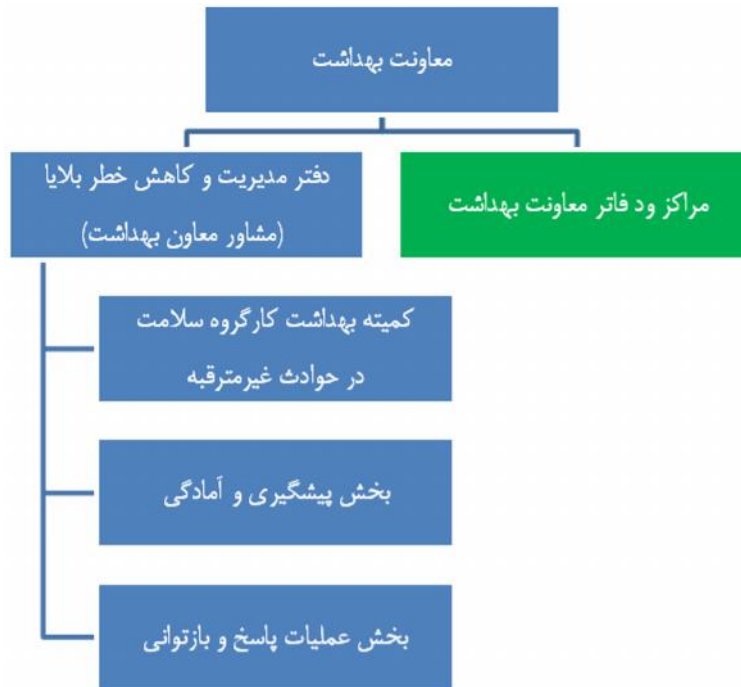 معاونت بهداشت
مراکز ود فاتر معاونت بهداشت
دفتر مدیریت و کاهش خطر بلایا
(مشاور معاون بهداشت)
کمیته بهداشت کارگروه سلامت
در حوادث غیرمترقبه
بخش پیشگیری و آمادگی
بخش عملیات پاسخ و بازتوانی